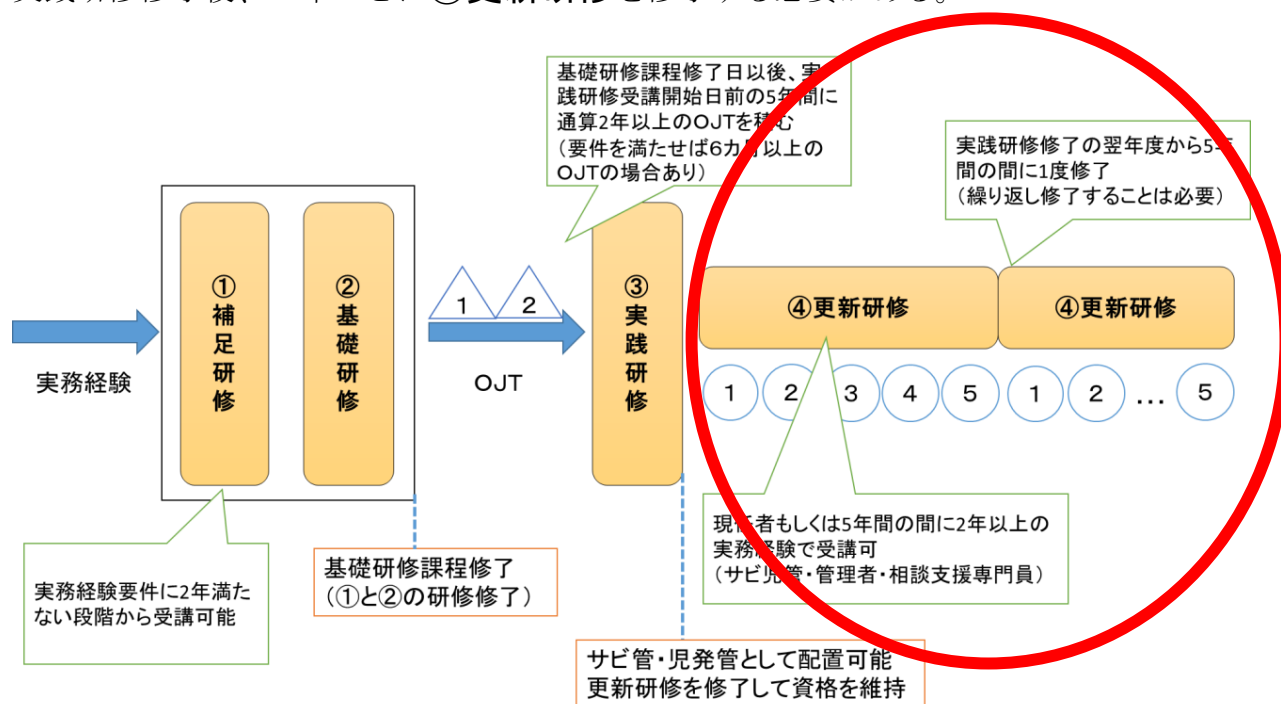 実践研修修了後、 ④更新研修を修了する必要がある。
基礎研修課程修了日以後、実
践研修受講開始日前の5年間に
通算2年以上のOJTを積む
（要件を満たせば6カ月以上の
OJTの場合あり）
実践研修修了の翌年度から5年
間の間に1度修了
（繰り返し修了することは必要）
実務経験
①補足研修
②基礎研修
1 2
OJT
③実践研修
④更新研修
④更新研修
1 2 3 4 5 1 2 … 5
実務経験要件に2年満た
ない段階から受講可能
基礎研修課程修了
（①と②の研修修了）
現任者もしくは5年間の間に2年以上の
実務経験で受講可
（サビ児管・管理者・相談支援専門員）
サビ管・児発管として配置可能
更新研修を修了して資格を維持